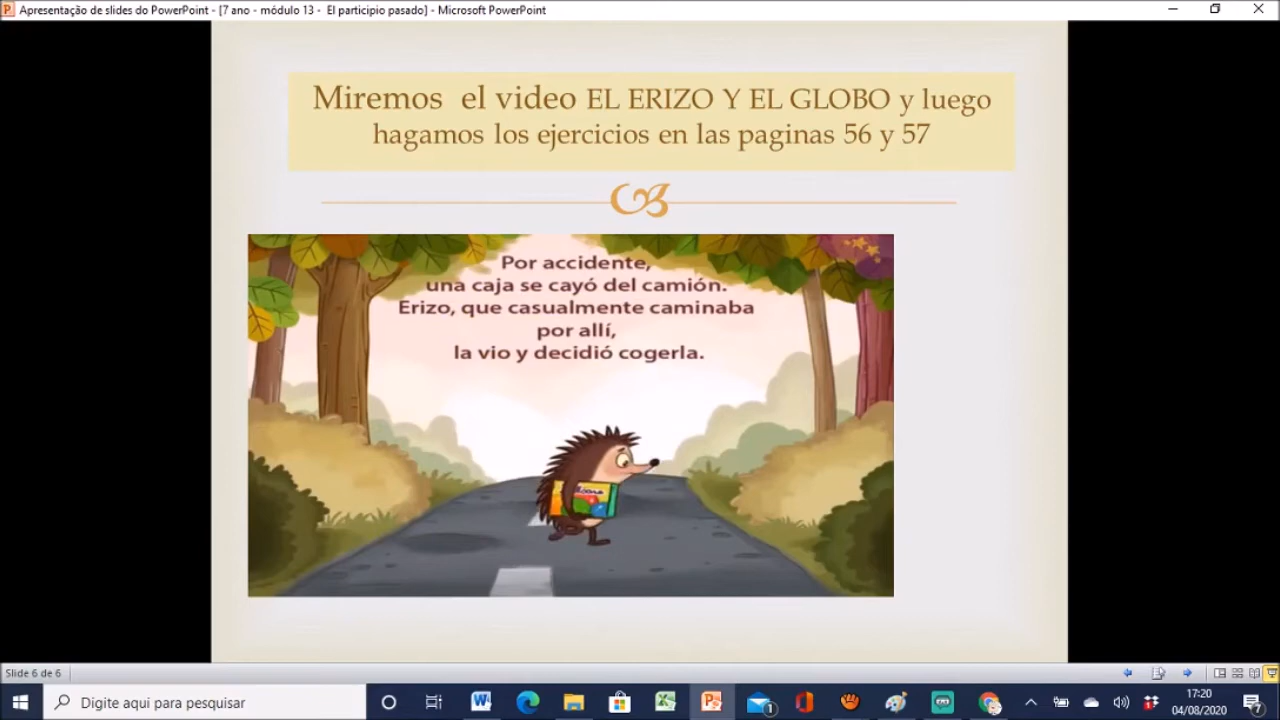 Apresentação de slides do PowerPoint - [7 ano - módulo 13 - El participio pasado] - Microsoft PowerPoint
Miremos el video EL ERIZO Y EL GLOBO y luego
hagamos los ejercicios en las paginas 56 y 57
Por accidente,
una caja se cayó del camión.
Erizo, que casualmente caminaba
por allí,
la vio y decidió cogerla.
Slide 6 de 6
Digite aqui para pesquisar
1
17:20
04/08/2020
7